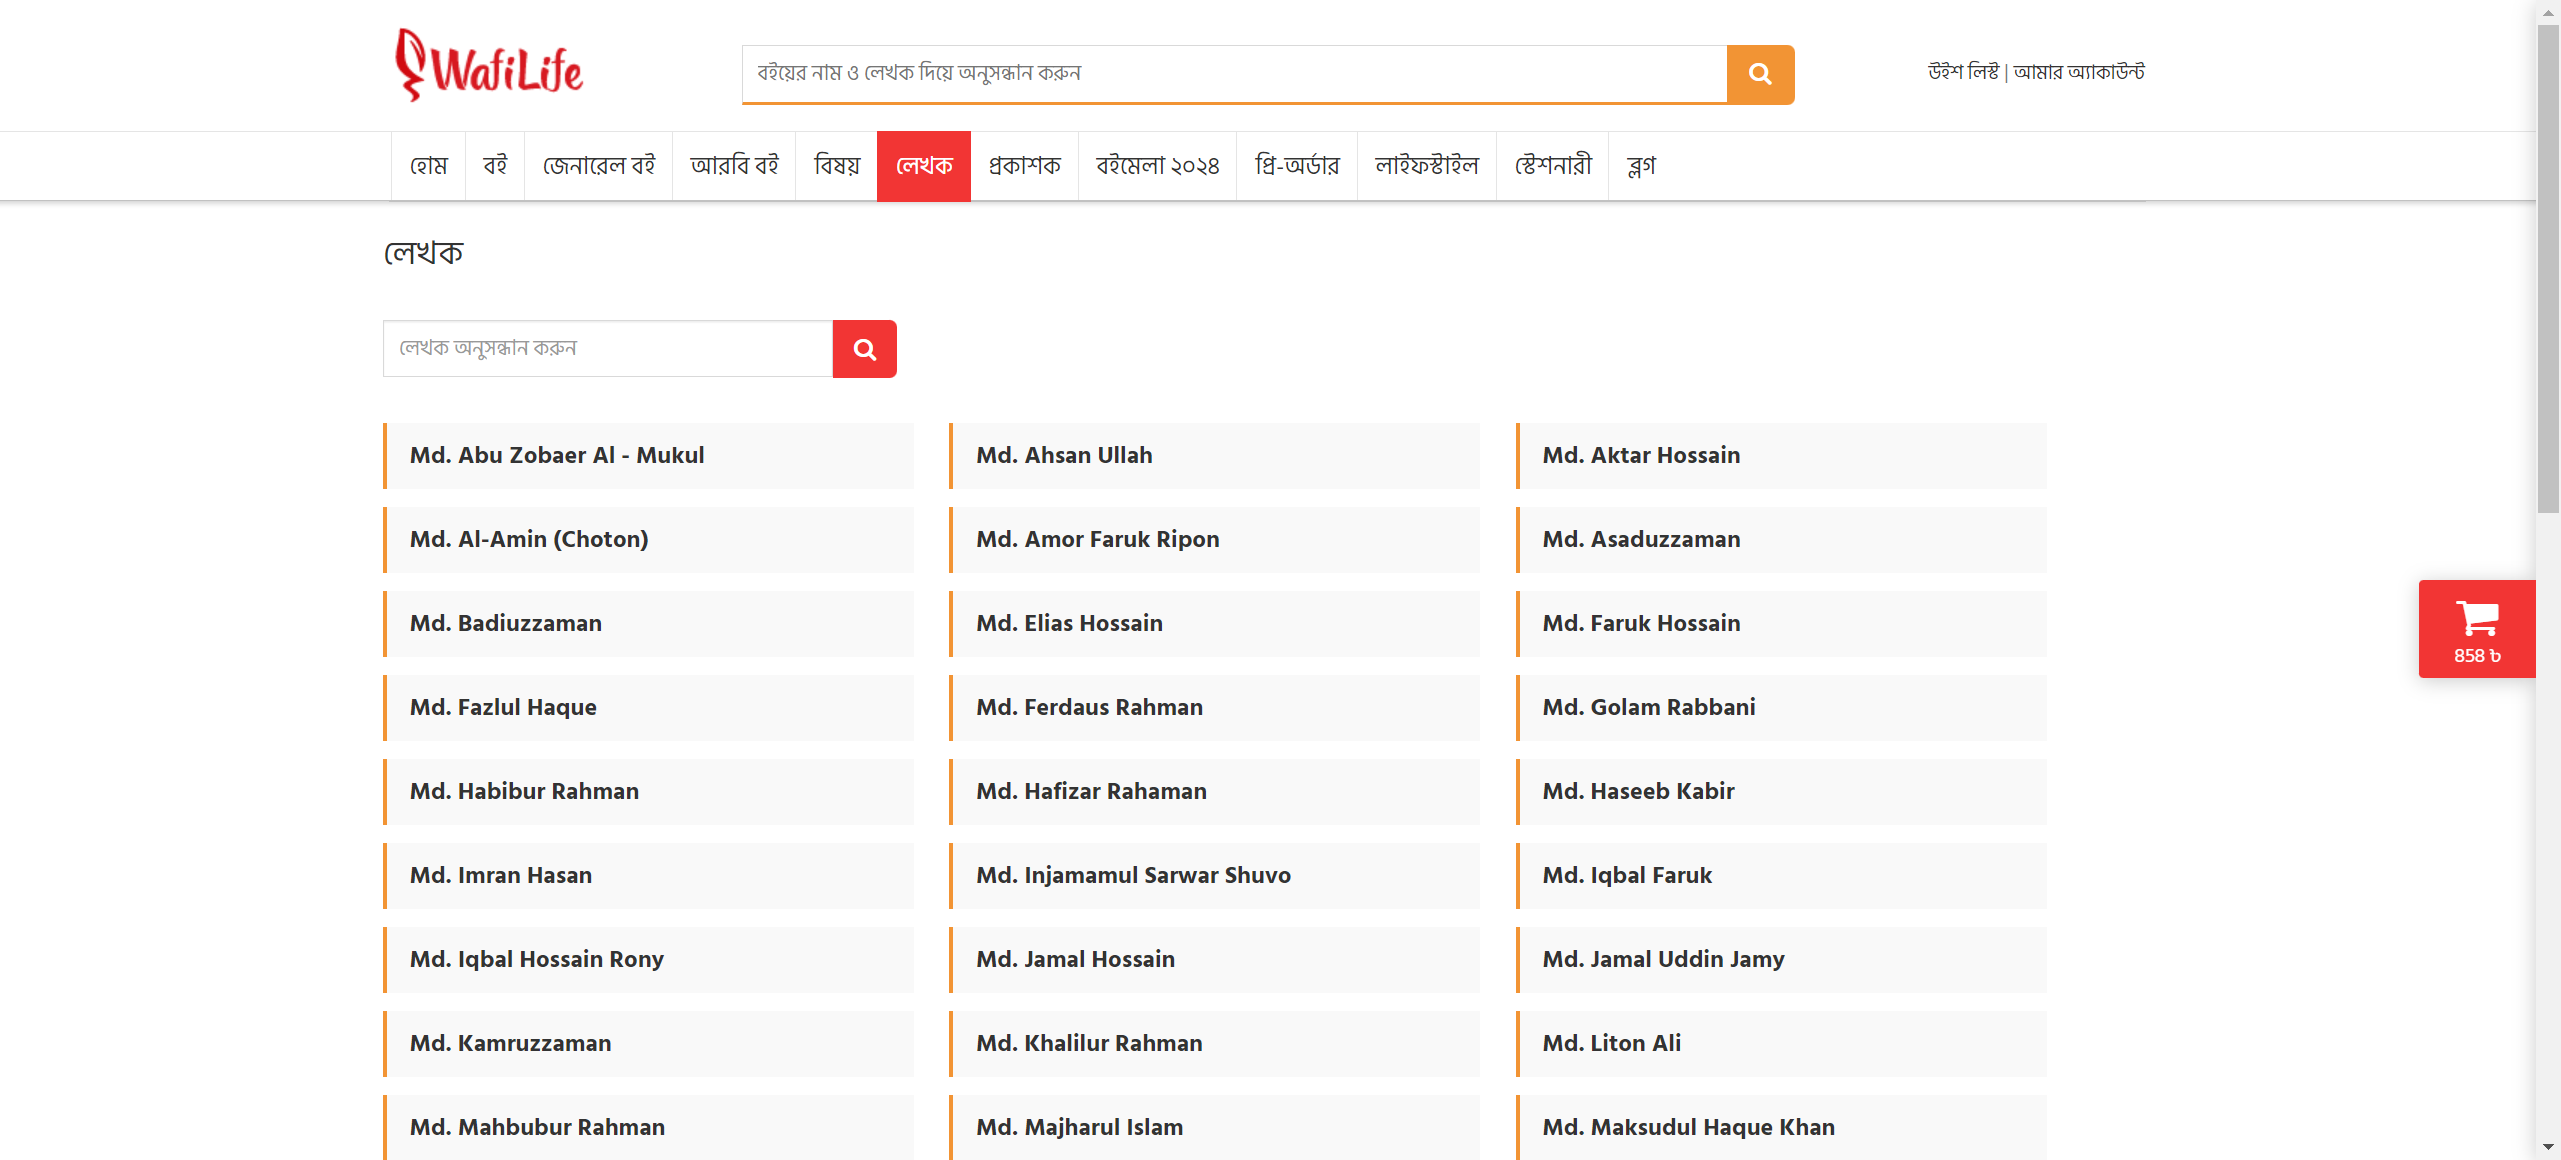 WafiLife
বইয়ের নাম ও লেখক দিয়ে অনুসন্ধান করুন
উইশ লিস্ট | আমার অ্যাকাউন্ট
হোম বই জেনারেল বই আরবি বই বিষয় লেখক প্রকাশক বইমেলা ২০২৪ প্রি-অর্ডার লাইফস্টাইল স্টেশনারী ব্লগ
লেখক
লেখক অনুসন্ধান করুন
Md. Abu Zobaer Al - Mukul Md. Ahsan Ullah Md. Aktar Hossain
Md. Al-Amin (Choton) Md. Amor Faruk Ripon Md. Asaduzzaman
Md. Badiuzzaman Md. Elias Hossain Md. Faruk Hossain
858 ৳
Md. Fazlul Haque Md. Ferdaus Rahman Md. Golam Rabbani
Md. Habibur Rahman Md. Hafizar Rahaman Md. Haseeb Kabir
Md. Imran Hasan Md. Injamamul Sarwar Shuvo Md. Iqbal Faruk
Md. Iqbal Hossain Rony Md. Jamal Hossain Md. Jamal Uddin Jamy
Md. Kamruzzaman Md. Khalilur Rahman Md. Liton Ali
Md. Mahbubur Rahman Md. Majharul Islam Md. Maksudul Haque Khan